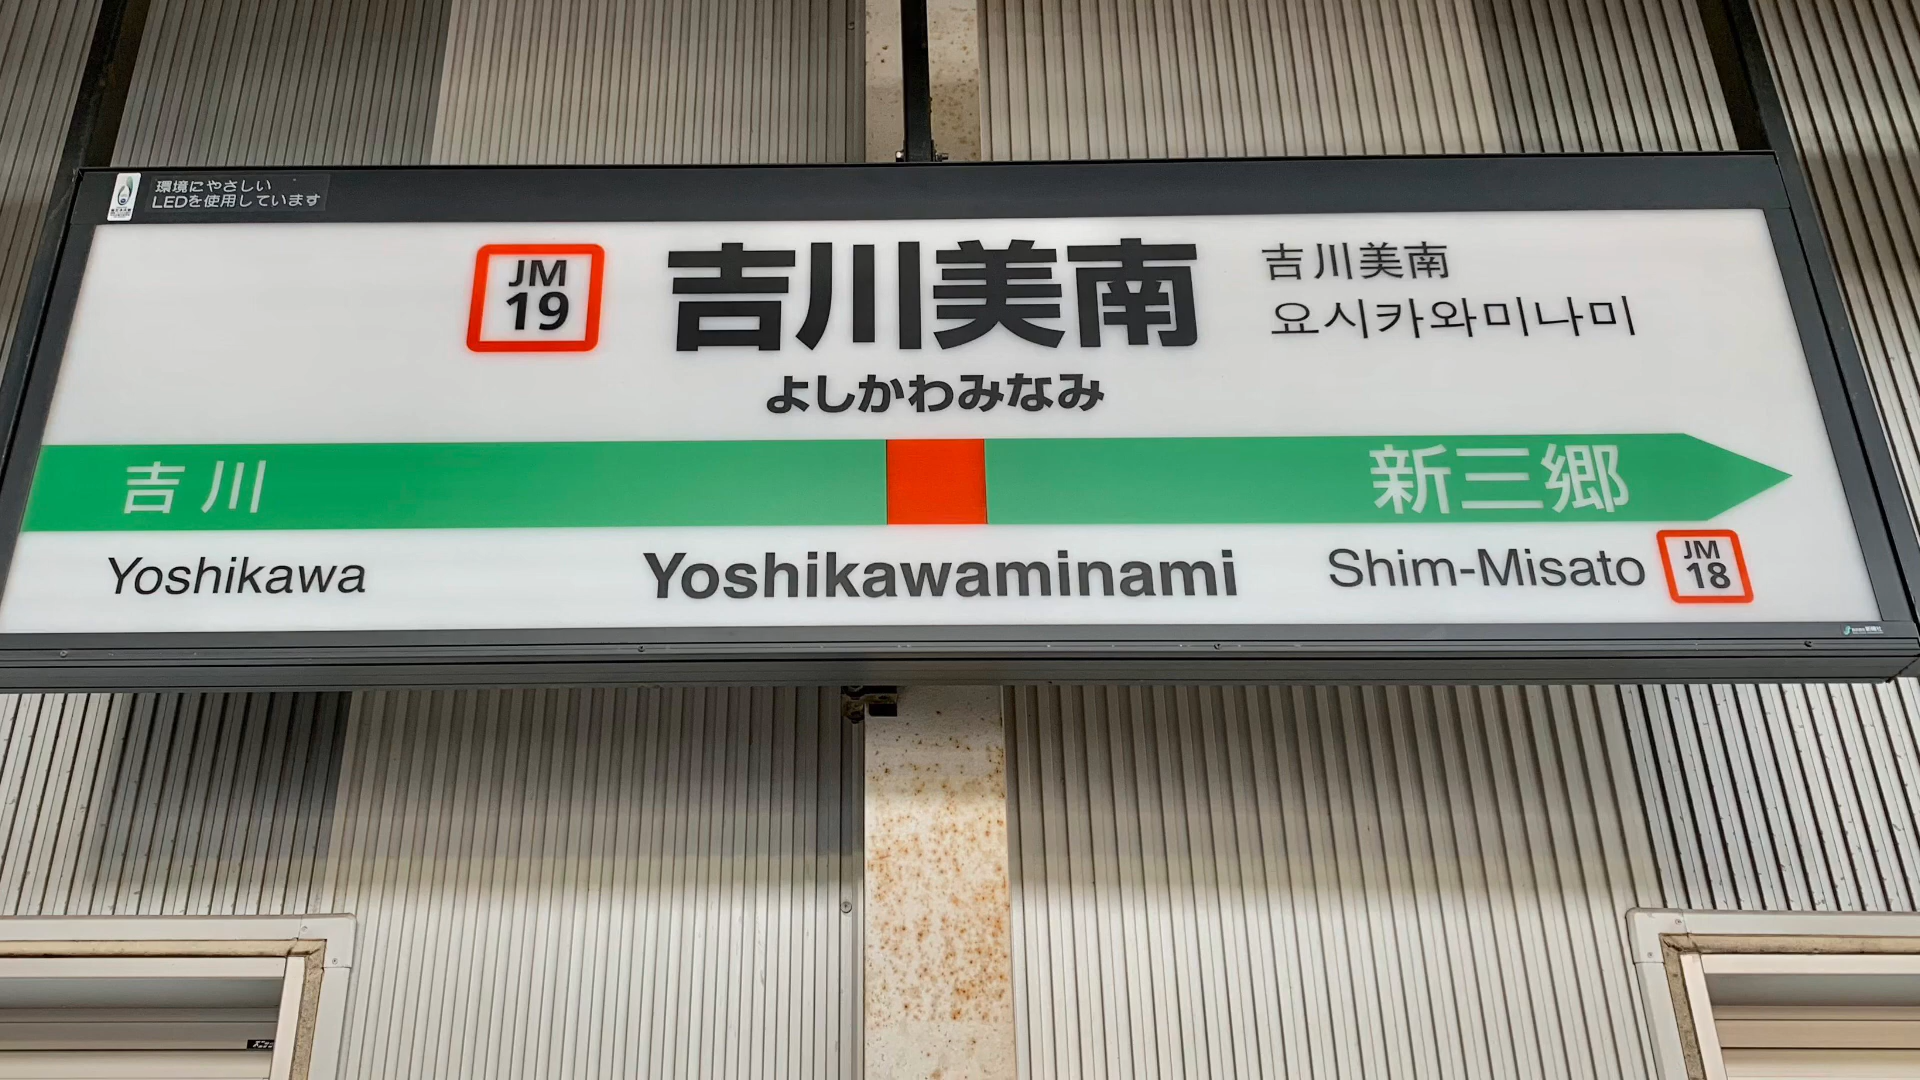 環境にやさしい
LEDを使用しています
JM
19
吉川美南
吉川美南
요시카와미나미
よしかわみなみ
吉川
新三郷
Yoshikawa
Yoshikawaminami
Shim-Misato
JM
18